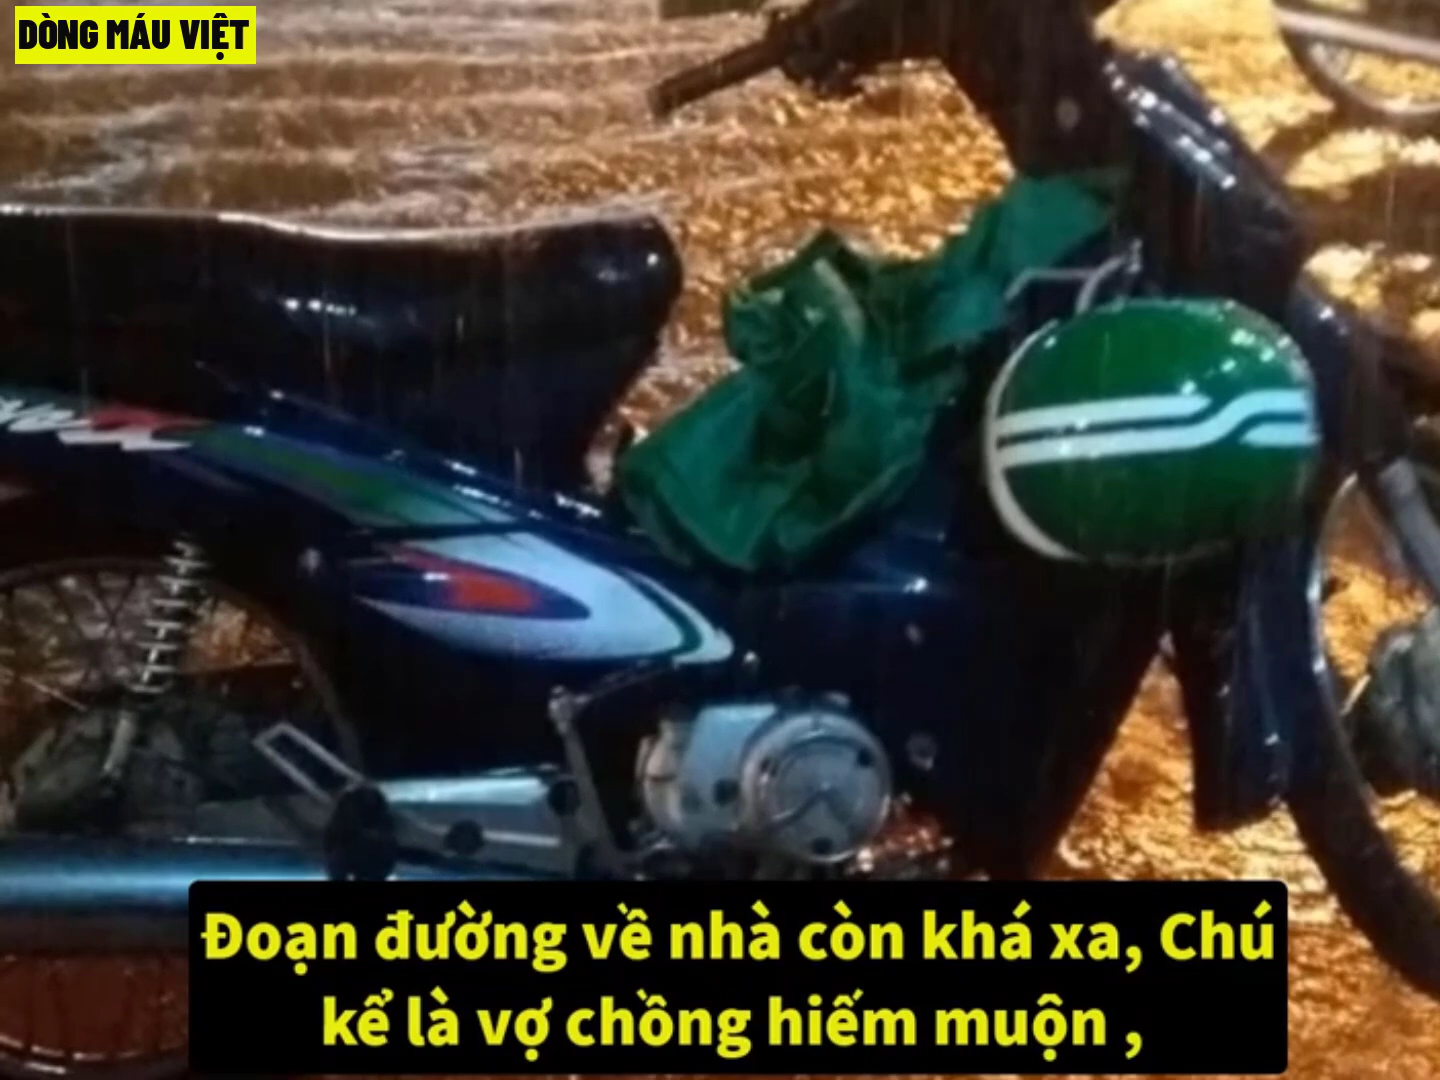 DÒNG MÁU VIỆT
Đoạn đường về nhà còn khá xa, Chú
kể là vợ chồng hiếm muộn ,